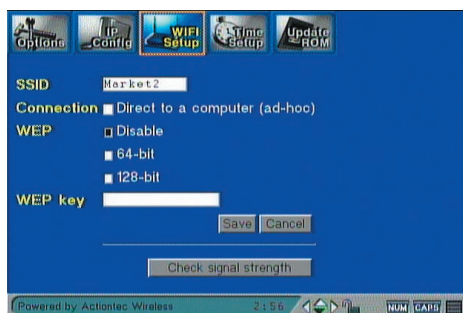 Options IP Config WIFI Setup Time Setup Update ROM
SSID Market2
Connection Direct to a computer (ad-hoc)
WEP Disable
64-bit
128-bit
WEP key
Save Cancel
Check signal strength
Powered by Actiontec Wireless 2:56 NUM CAPS